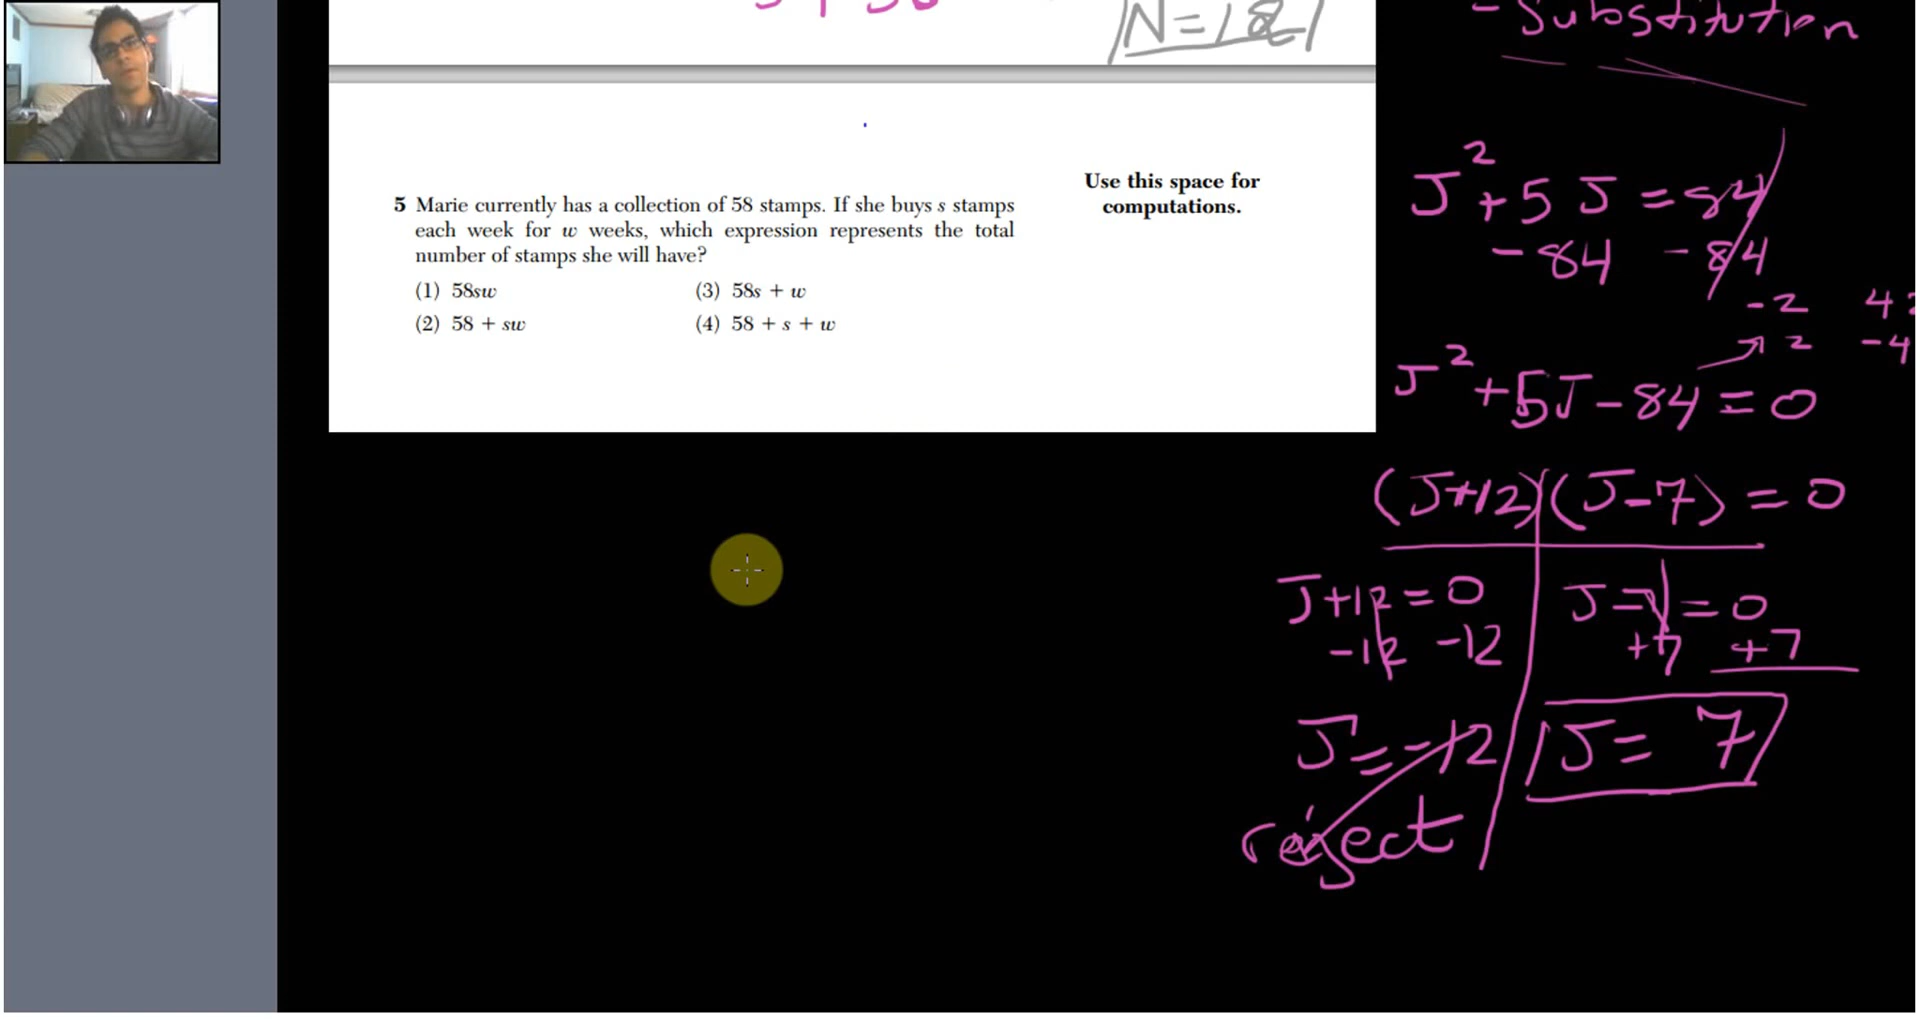 N=12
5 Marie currently has a collection of 58 stamps. If she buys s stamps
each week for w weeks, which expression represents the total
number of stamps she will have?
(1) 58sw (3) 58s + w
(2) 58 + sw (4) 58 + s + w
Use this space for
computations.
- Substitution
J² + 5J = 84
- 84 - 84
-2 4
2 -4
J² + 5J - 84 = 0
(J+12)(J-7) = 0
J+12 = 0 J-7 = 0
-12 -12 +7 +7
J = -12 J = 7
reject